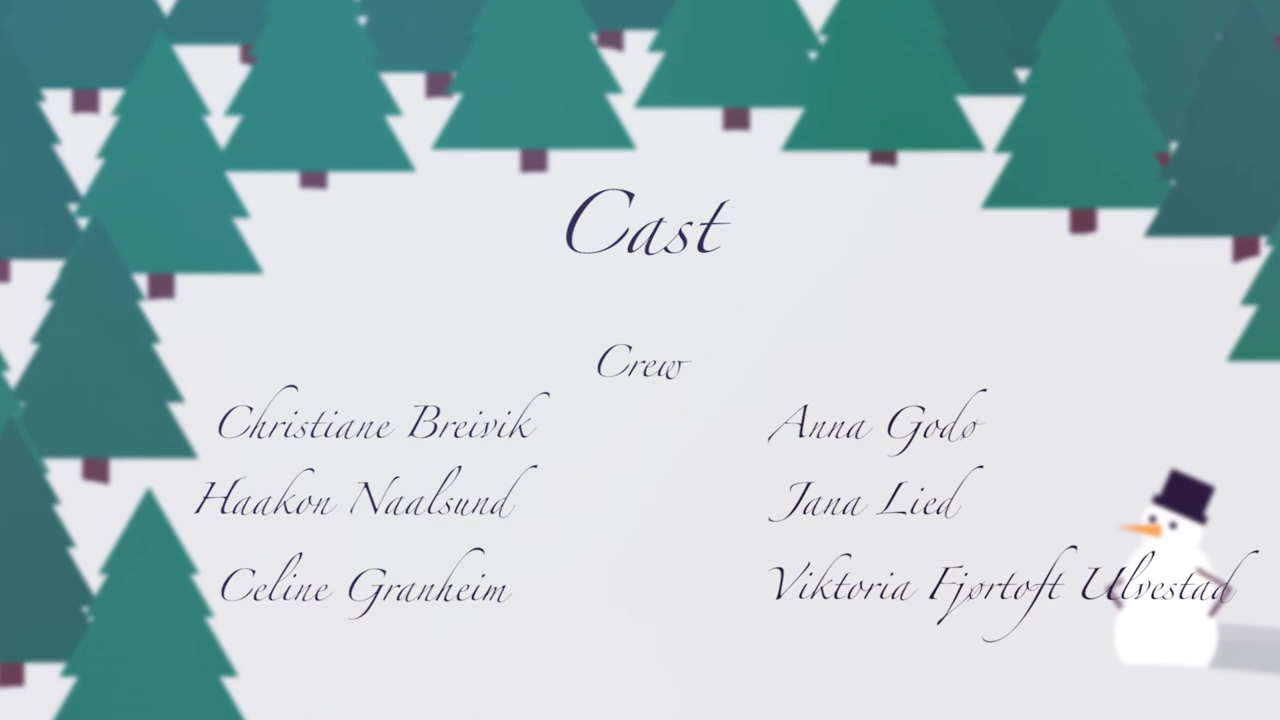 Cast
Crew
Christiane Breivik
Anna Godø
Haakon Naalsund
Jana Lied
Celine Granheim
Viktoria Fjørtoft Ulvestad